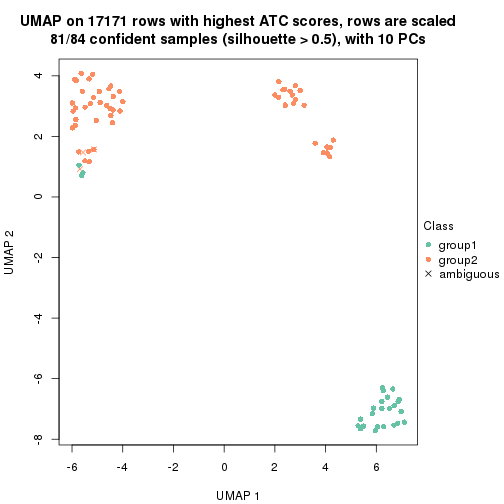 UMAP on 17171 rows with highest ATC scores, rows are scaled
81/84 confident samples (silhouette > 0.5), with 10 PCs
4
2
0
-2
-4
-6
-8
UMAP 2
-6 -4 -2 0 2 4 6
UMAP 1
Class
group1
group2
ambiguous